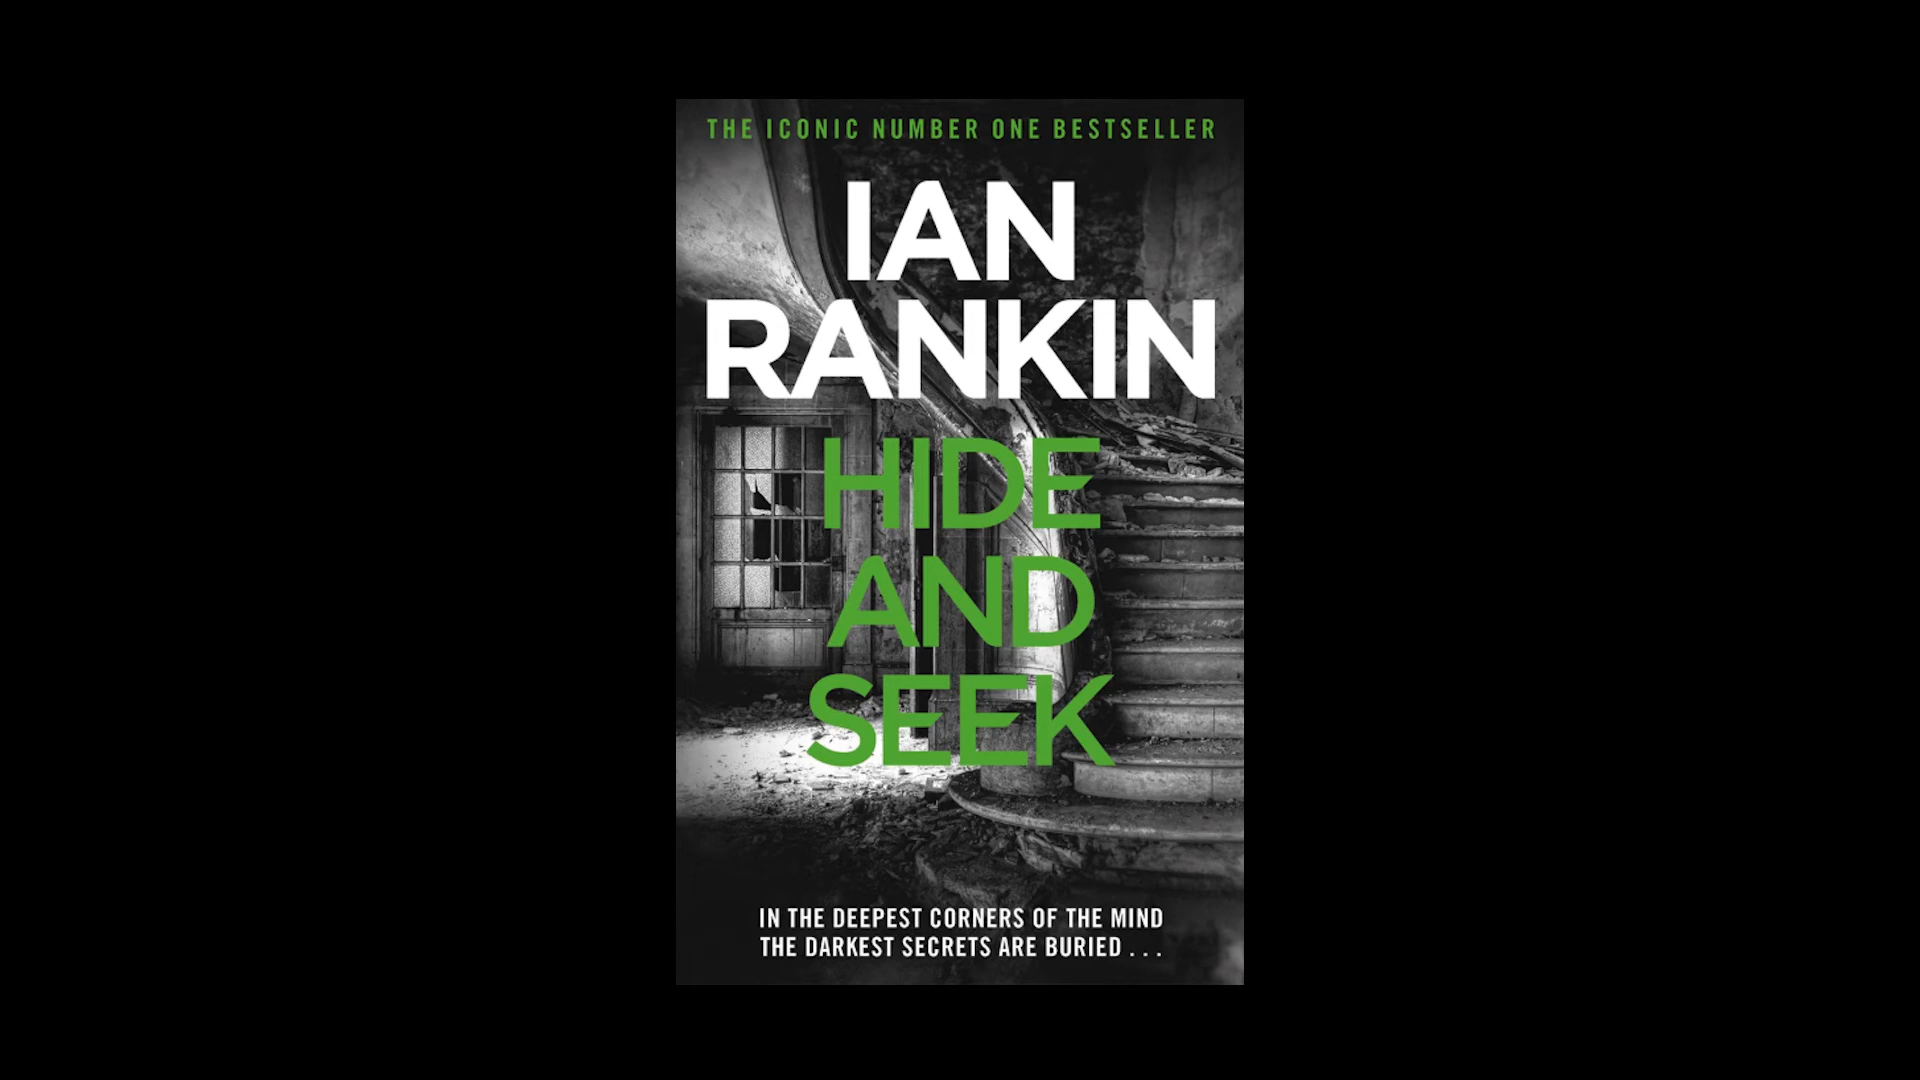 THE ICONIC NUMBER ONE BESTSELLER
IAN
RANKIN
HIDE
AND
SEEK
IN THE DEEPEST CORNERS OF THE MIND
THE DARKEST SECRETS ARE BURIED . . .